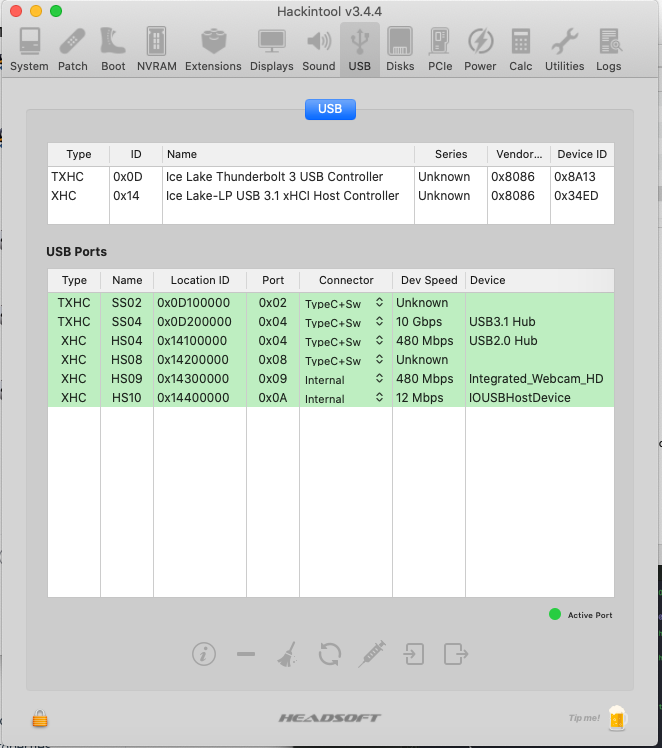 Hackintool v3.4.4
System Patch Boot NVRAM Extensions Displays Sound USB Disks PCIe Power Calc Utilities Logs
USB
Type ID Name Series Vendor... Device ID
TXHC 0x0D Ice Lake Thunderbolt 3 USB Controller Unknown 0x8086 0x8A13
XHC 0x14 Ice Lake-LP USB 3.1 xHCI Host Controller Unknown 0x8086 0x34ED
USB Ports
Type Name Location ID Port Connector Dev Speed Device
TXHC SS02 0x0D100000 0x02 TypeC+Sw Unknown
TXHC SS04 0x0D200000 0x04 TypeC+Sw 10 Gbps USB3.1 Hub
XHC HS04 0x14100000 0x04 TypeC+Sw 480 Mbps USB2.0 Hub
XHC HS08 0x14200000 0x08 TypeC+Sw Unknown
XHC HS09 0x14300000 0x09 Internal 480 Mbps Integrated_Webcam_HD
XHC HS10 0x14400000 0x0A Internal 12 Mbps IOUSBHostDevice
Active Port
HEADSOFT
Tip me!